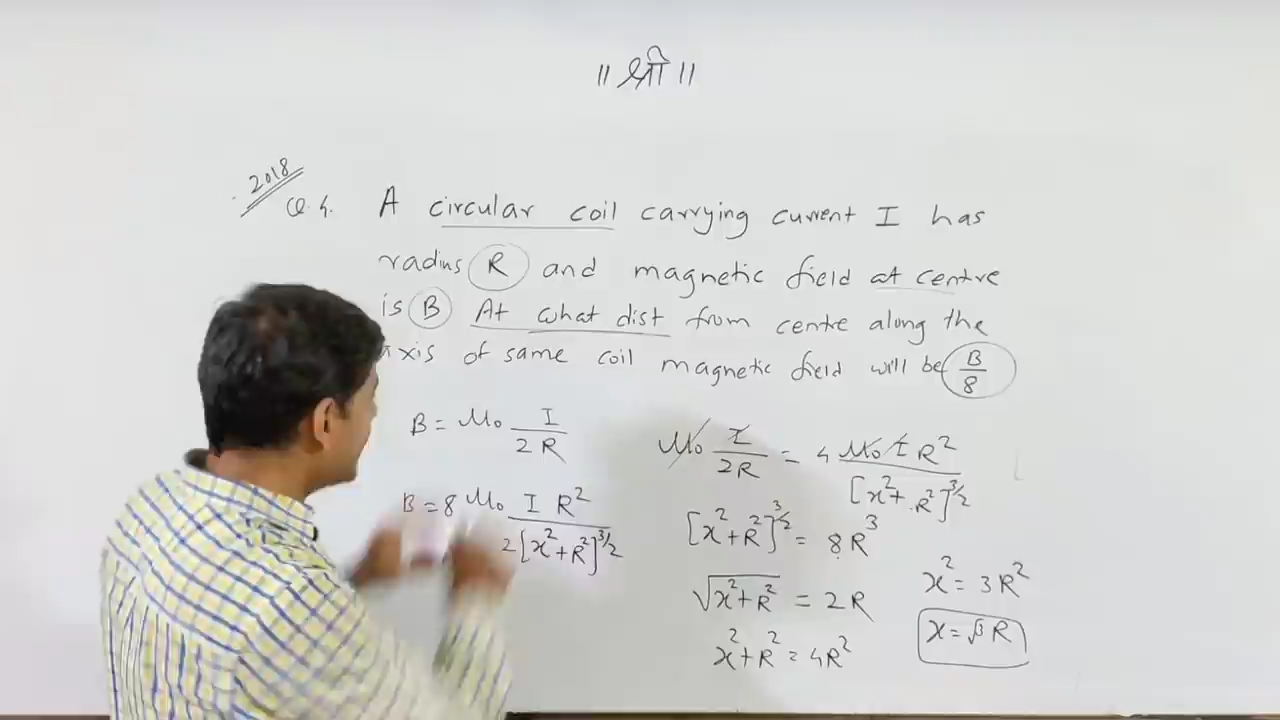 ॥ श्री ॥
2018
Q.4. A circular coil carrying current I has
radius R and magnetic field at centre
is B At what dist from centre along the
axis of same coil magnetic field will be B/8
B = μ₀ I/2R
B = 8 μ₀ I R²/2[x²+R²]^3/2
μ₀ I/2R = 4 μ₀ I R²/[x²+R²]^3/2
[x²+R²]^3/2 = 8R³
√x²+R² = 2R
x²+R² = 4R²
x² = 3R²
x = √3 R